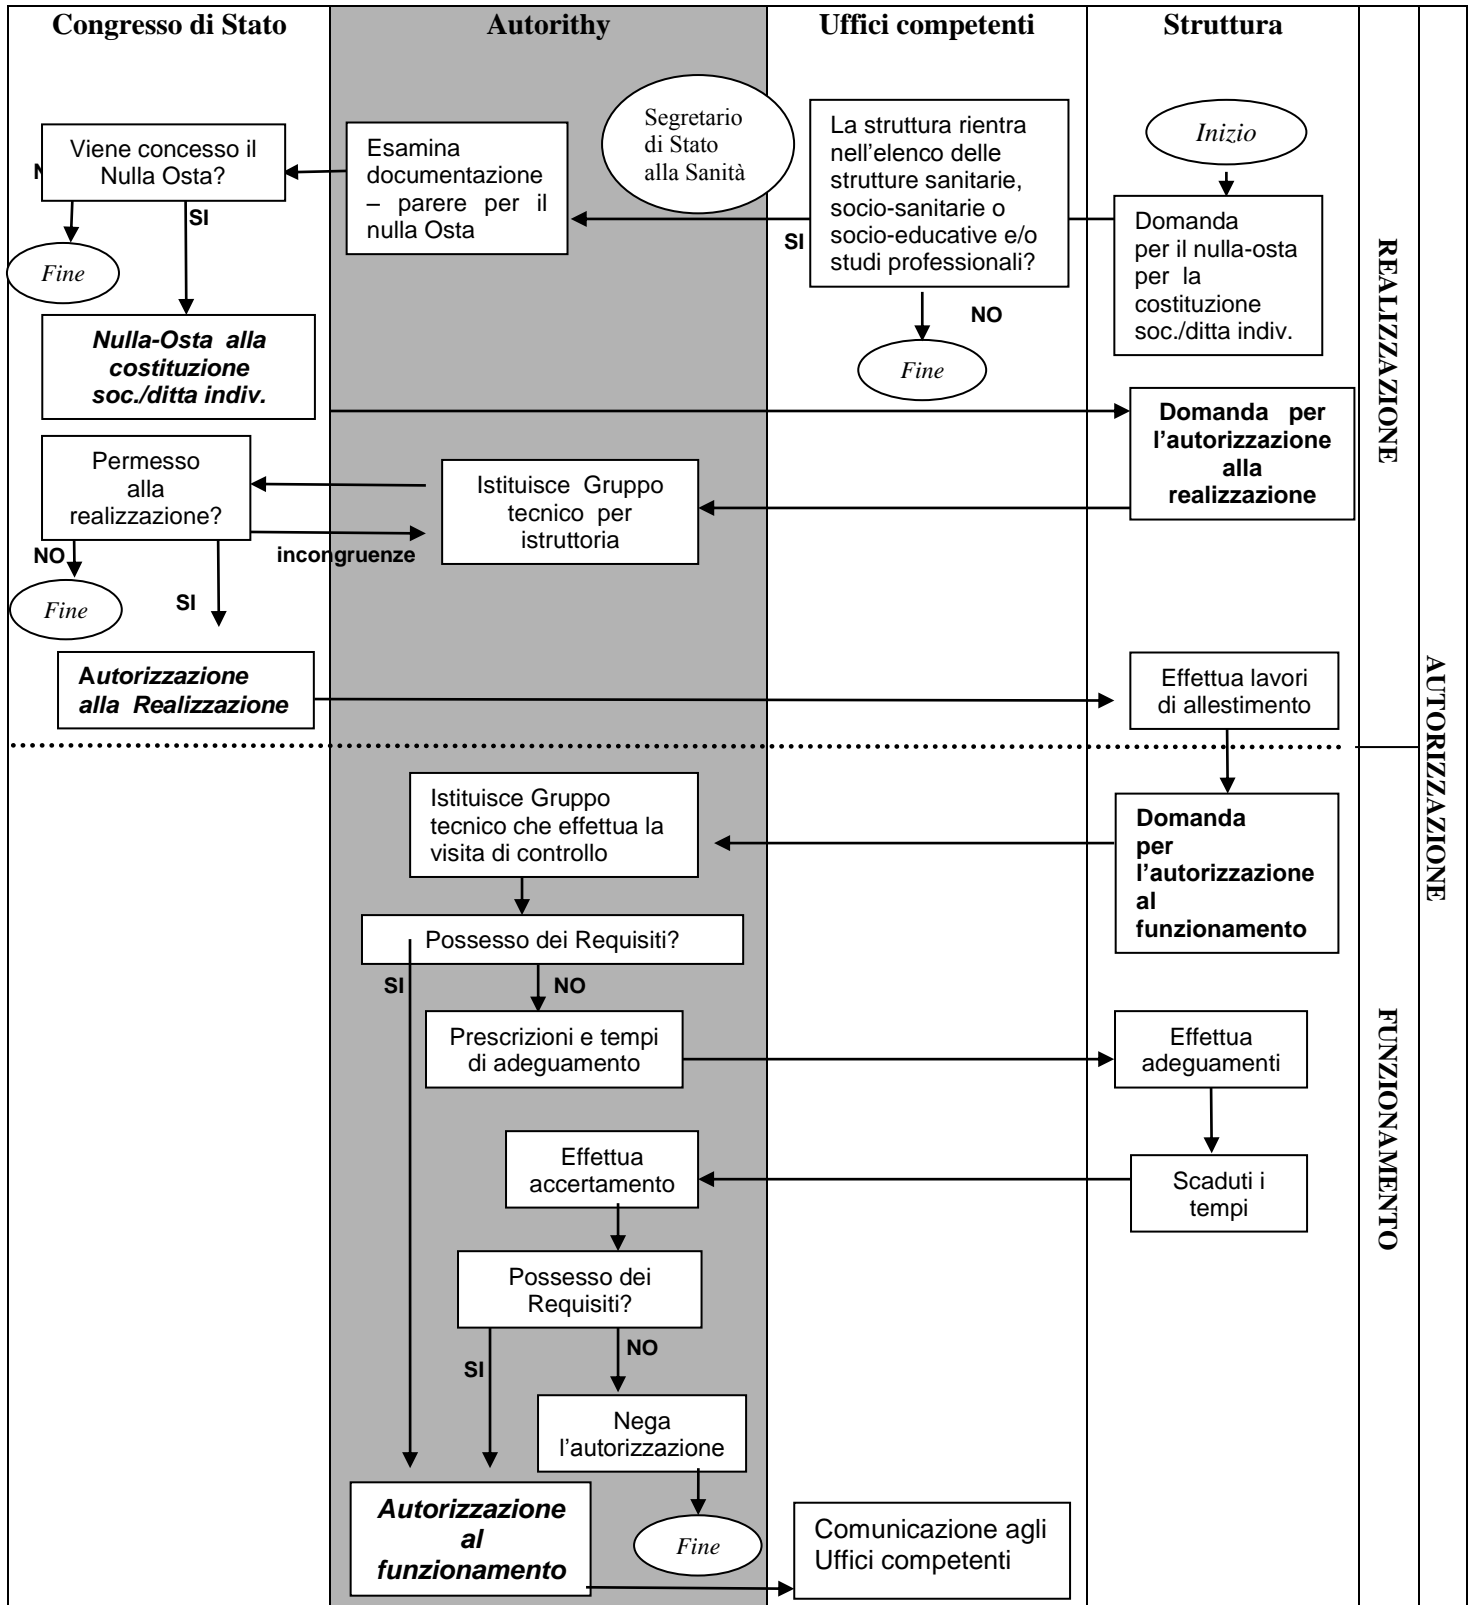 Congresso di Stato
Autorithy
Uffici competenti
Struttura
Viene concesso il
Nulla Osta?
SI
Fine
Nulla-Osta alla
costituzione
soc./ditta indiv.
Esamina
documentazione
– parere per il
nulla Osta
Segretario
di Stato
alla Sanità
La struttura rientra
nell'elenco delle
strutture sanitarie,
socio-sanitarie o
socio-educative e/o
studi professionali?
SI
NO
Fine
Inizio
Domanda
per il nulla-osta
per la
costituzione
soc./ditta indiv.
REALIZZAZIONE
Domanda per
l'autorizzazione
alla
realizzazione
Permesso
alla
realizzazione?
NO
incongruenze
Fine
SI
Istituisce Gruppo
tecnico per
istruttoria
Autorizzazione
alla Realizzazione
Effettua lavori
di allestimento
AUTORIZZAZIONE
Istituisce Gruppo
tecnico che effettua la
visita di controllo
Domanda
per
l'autorizzazione
al
funzionamento
Possesso dei Requisiti?
SI
NO
Prescrizioni e tempi
di adeguamento
Effettua
adeguamenti
FUNZIONAMENTO
Effettua
accertamento
Scaduti i
tempi
Possesso dei
Requisiti?
SI
NO
Nega
l'autorizzazione
Autorizzazione
al
funzionamento
Fine
Comunicazione agli
Uffici competenti